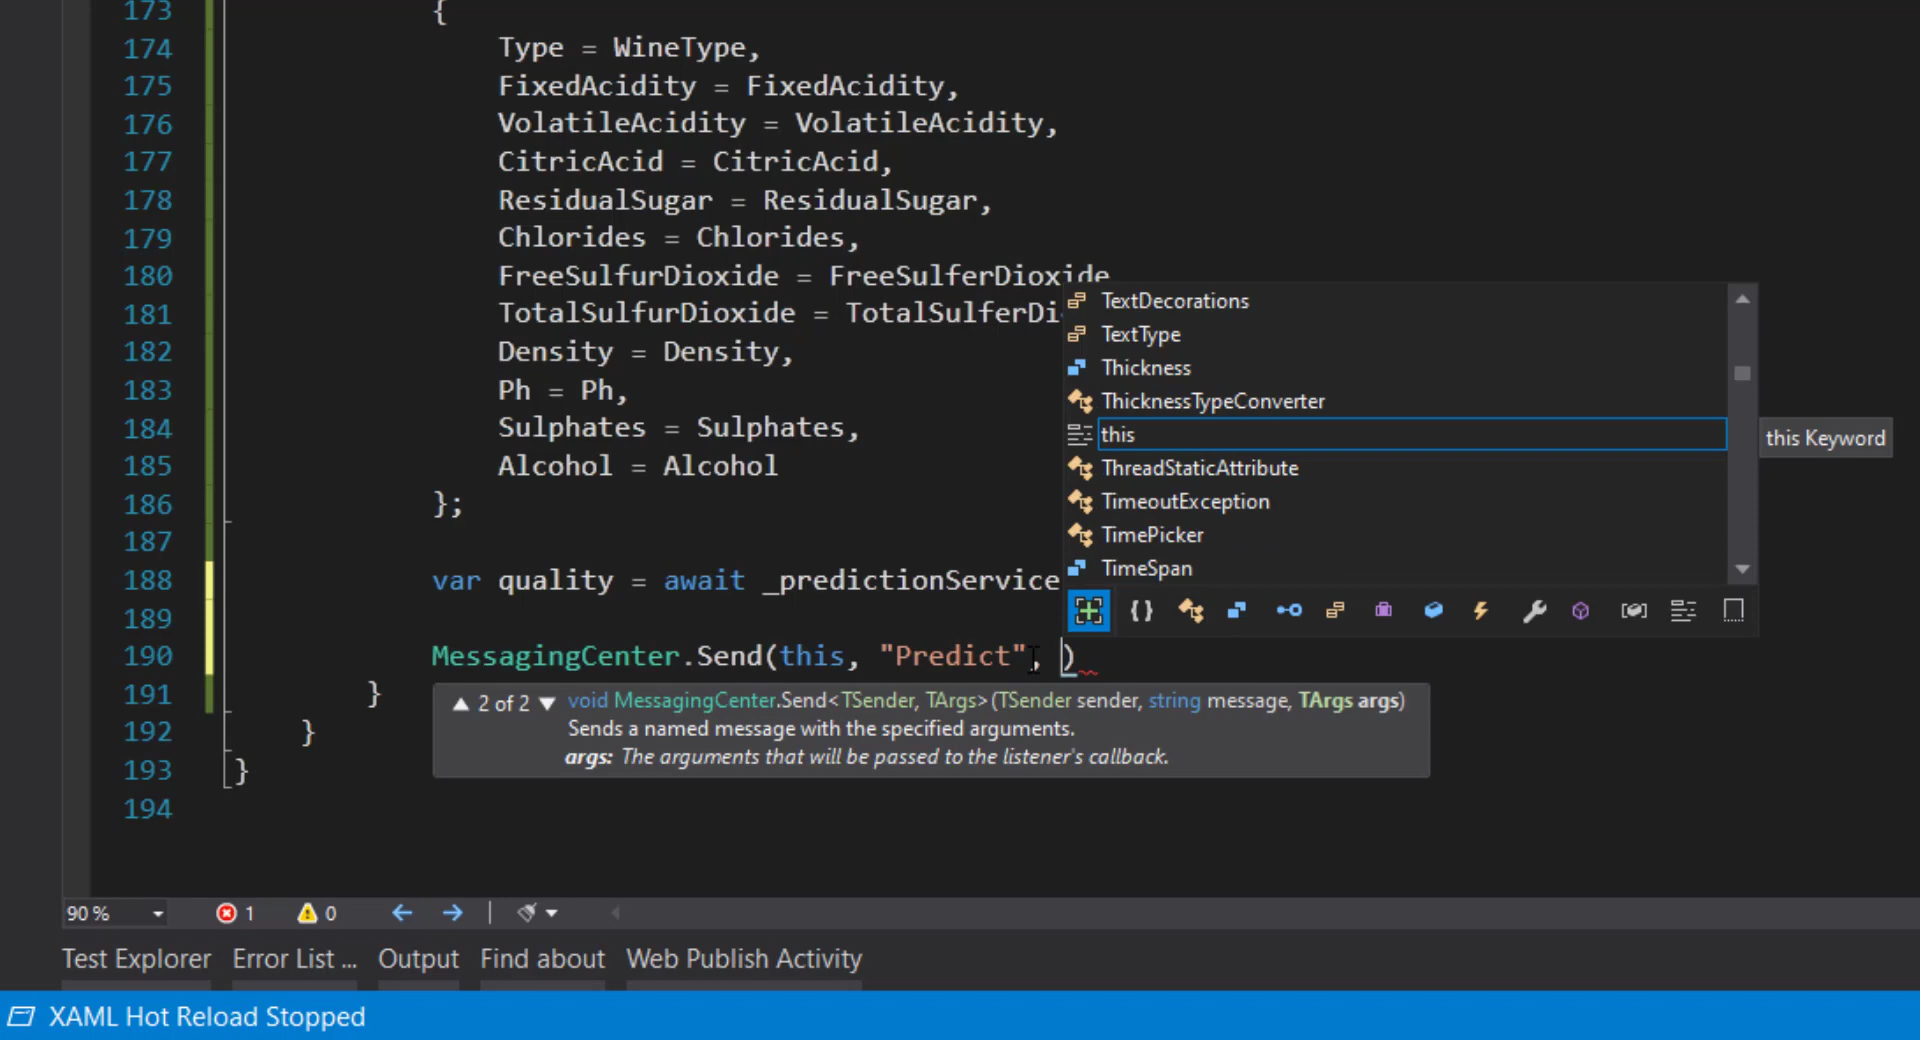 173 {
174 Type = WineType,
175 FixedAcidity = FixedAcidity,
176 VolatileAcidity = VolatileAcidity,
177 CitricAcid = CitricAcid,
178 ResidualSugar = ResidualSugar,
179 Chlorides = Chlorides,
180 FreeSulfurDioxide = FreeSulferDioxide
181 TotalSulfurDioxide = TotalSulferDi
182 Density = Density,
183 Ph = Ph,
184 Sulphates = Sulphates,
185 Alcohol = Alcohol
186 };
187
188 var quality = await _predictionService
189
190 MessagingCenter.Send(this, "Predict", )
191 }
192 }
193 }
194
TextDecorations
TextType
Thickness
ThicknessTypeConverter
this
this Keyword
ThreadStaticAttribute
TimeoutException
TimePicker
TimeSpan
▲ 2 of 2 ▼ void MessagingCenter.Send<TSender, TArgs>(TSender sender, string message, TArgs args)
Sends a named message with the specified arguments.
args: The arguments that will be passed to the listener's callback.
90 % 1 0
Test Explorer Error List ... Output Find about Web Publish Activity
XAML Hot Reload Stopped